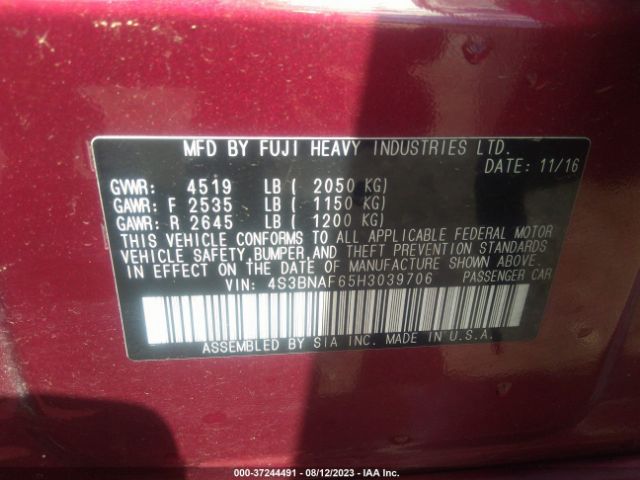 MFD BY FUJI HEAVY INDUSTRIES LTD.
DATE: 11/16
GVWR: 4519 LB ( 2050 KG)
GAWR: F 2535 LB ( 1150 KG)
GAWR: R 2645 LB ( 1200 KG)
THIS VEHICLE CONFORMS TO ALL APPLICABLE FEDERAL MOTOR
VEHICLE SAFETY, BUMPER, AND THEFT PREVENTION STANDARDS
IN EFFECT ON THE DATE OF MANUFACTURE SHOWN ABOVE.
VIN: 4S3BNAF65H3039706 PASSENGER CAR
ASSEMBLED BY SIA INC. MADE IN U.S.A.
000-37244491 - 08/12/2023 - IAA Inc.